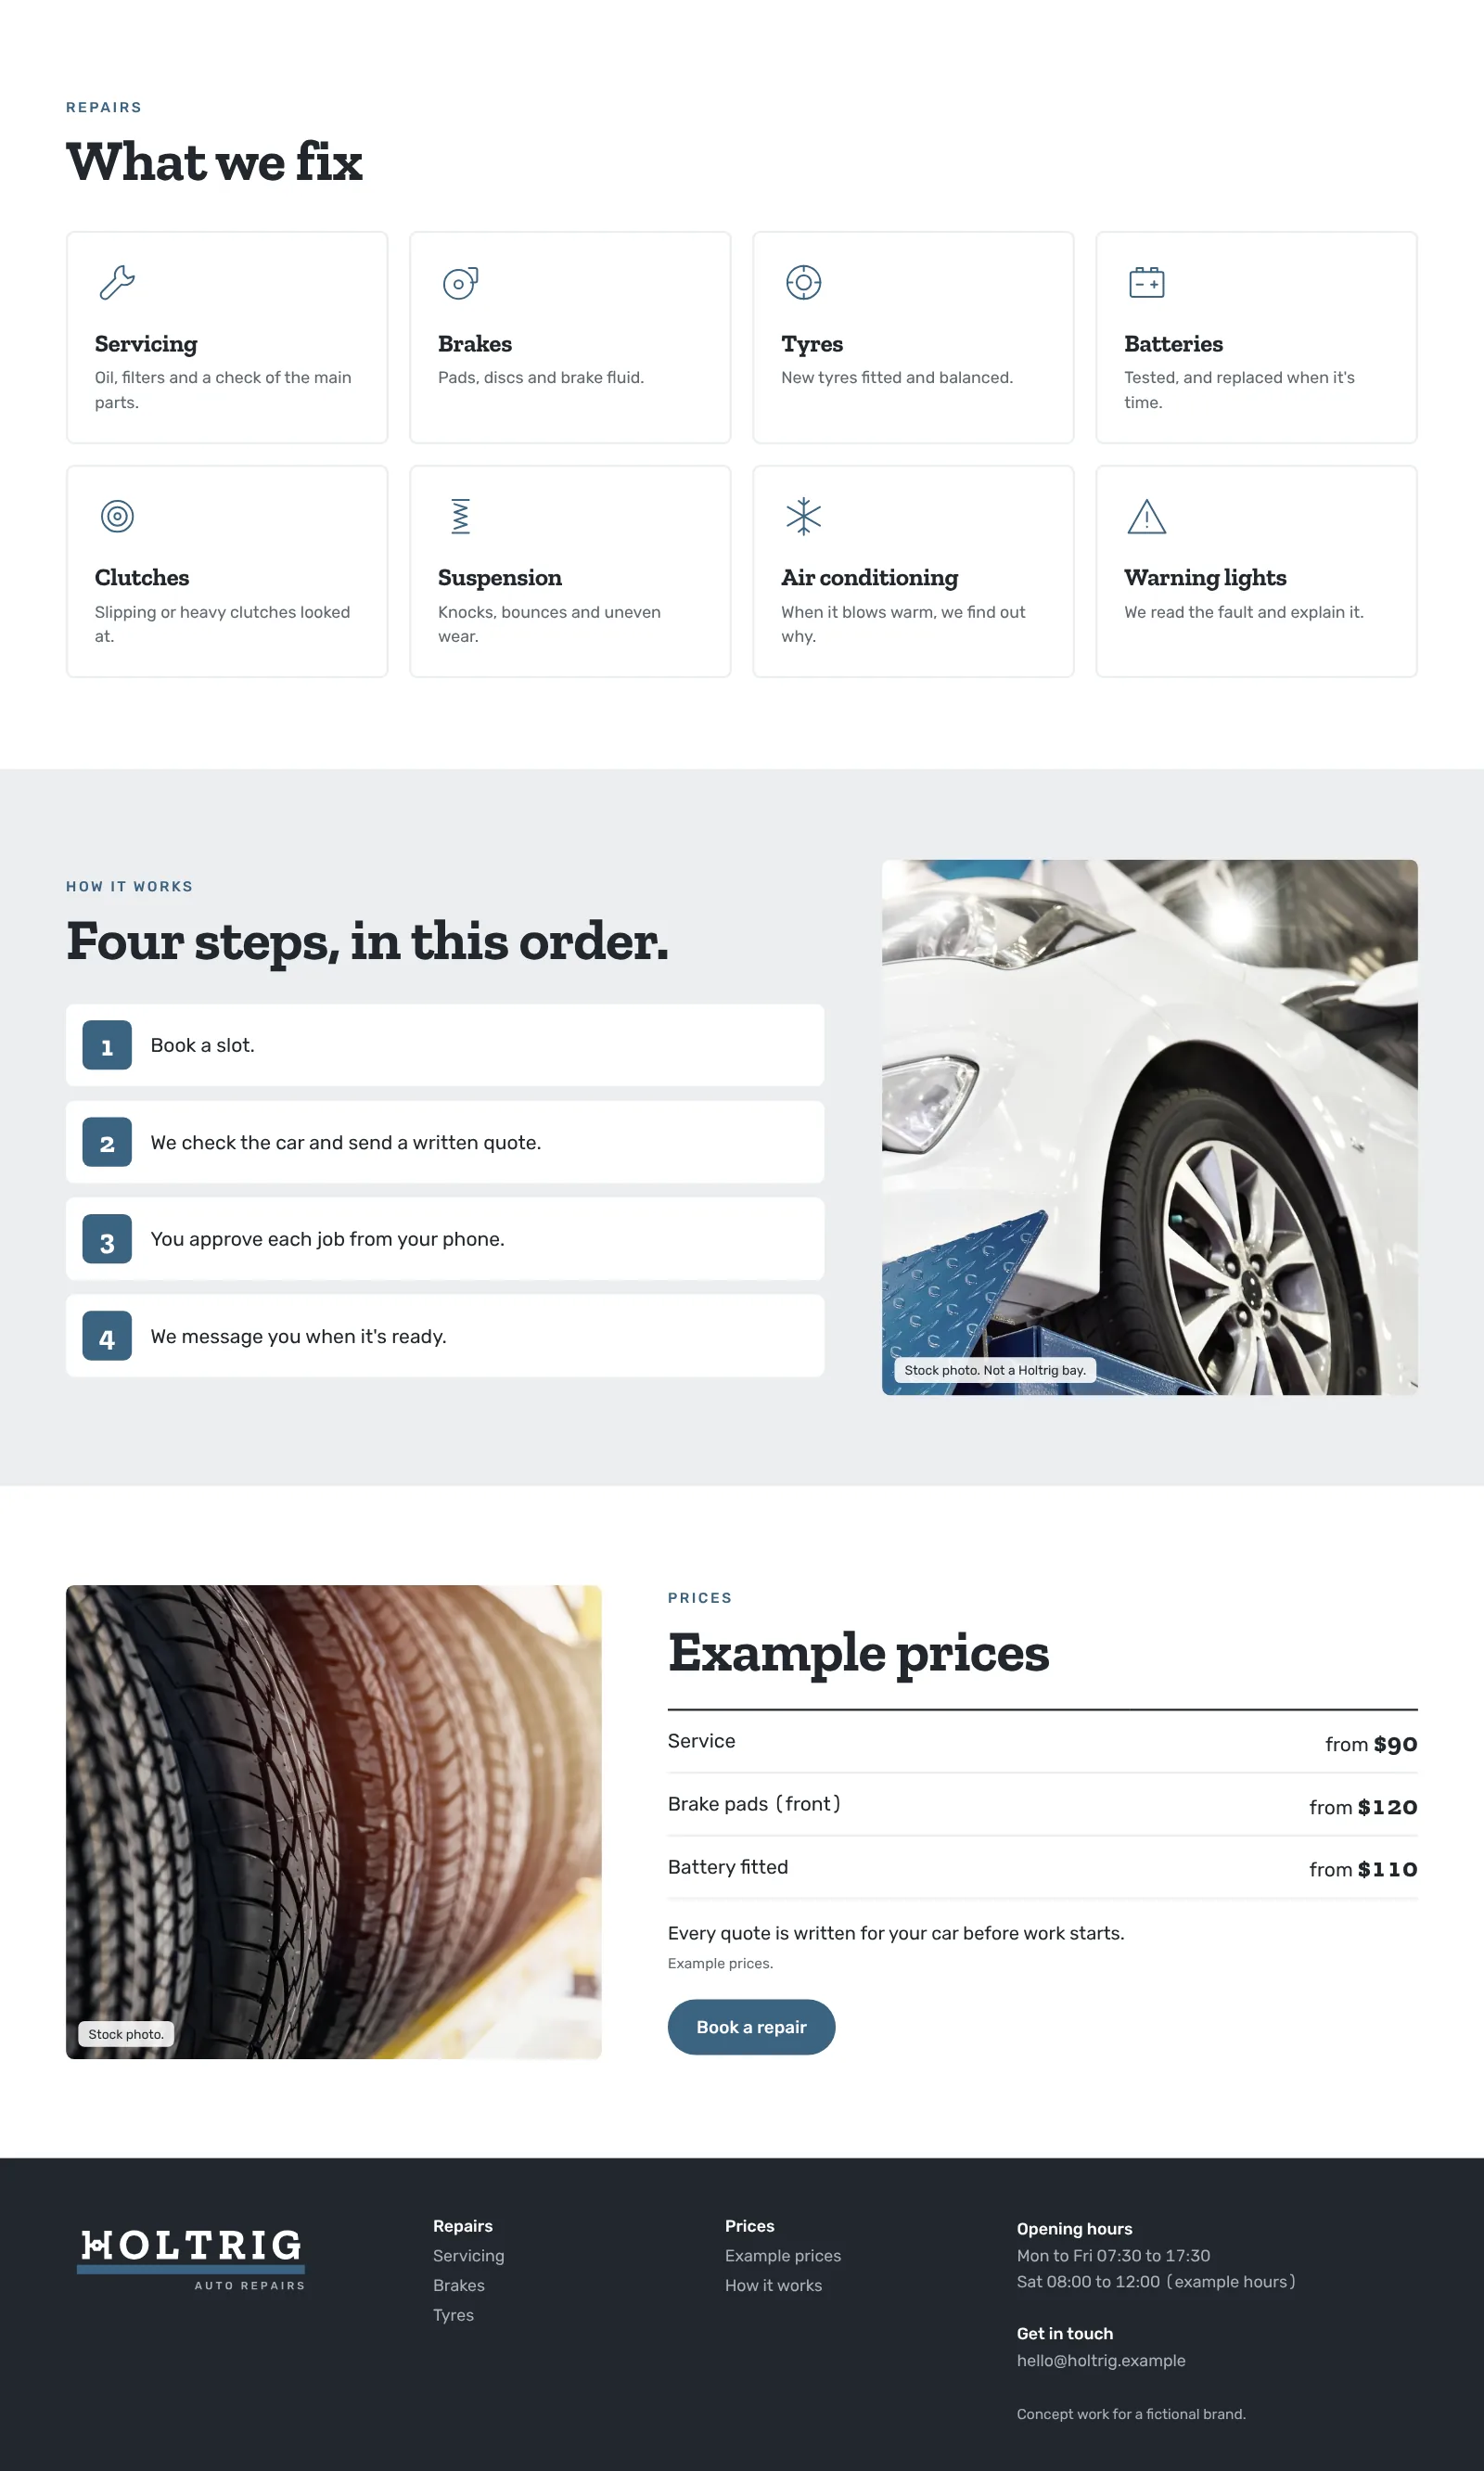 REPAIRS
What we fix
Servicing
Oil, filters and a check of the main
parts.
Brakes
Pads, discs and brake fluid.
Tyres
New tyres fitted and balanced.
Batteries
Tested, and replaced when it's
time.
Clutches
Slipping or heavy clutches looked
at.
Suspension
Knocks, bounces and uneven
wear.
Air conditioning
When it blows warm, we find out
why.
Warning lights
We read the fault and explain it.
HOW IT WORKS
Four steps, in this order.
1 Book a slot.
2 We check the car and send a written quote.
3 You approve each job from your phone.
4 We message you when it's ready.
Stock photo. Not a Holtrig bay.
Stock photo.
PRICES
Example prices
Service from $90
Brake pads (front) from $120
Battery fitted from $110
Every quote is written for your car before work starts.
Example prices.
Book a repair
HOLTRIG
AUTO REPAIRS
Repairs
Servicing
Brakes
Tyres
Prices
Example prices
How it works
Opening hours
Mon to Fri 07:30 to 17:30
Sat 08:00 to 12:00 (example hours)
Get in touch
hello@holtrig.example
Concept work for a fictional brand.